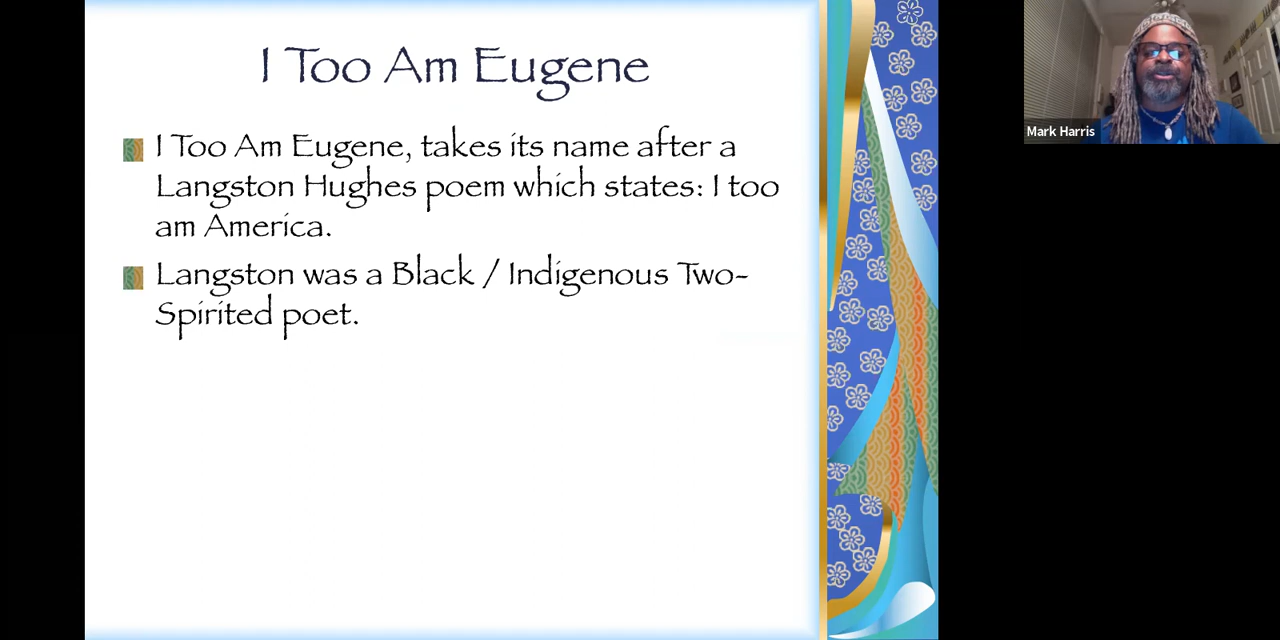 I Too Am Eugene
I Too Am Eugene, takes its name after a
Langston Hughes poem which states: I too
am America.
Langston was a Black / Indigenous Two-
Spirited poet.
Mark Harris